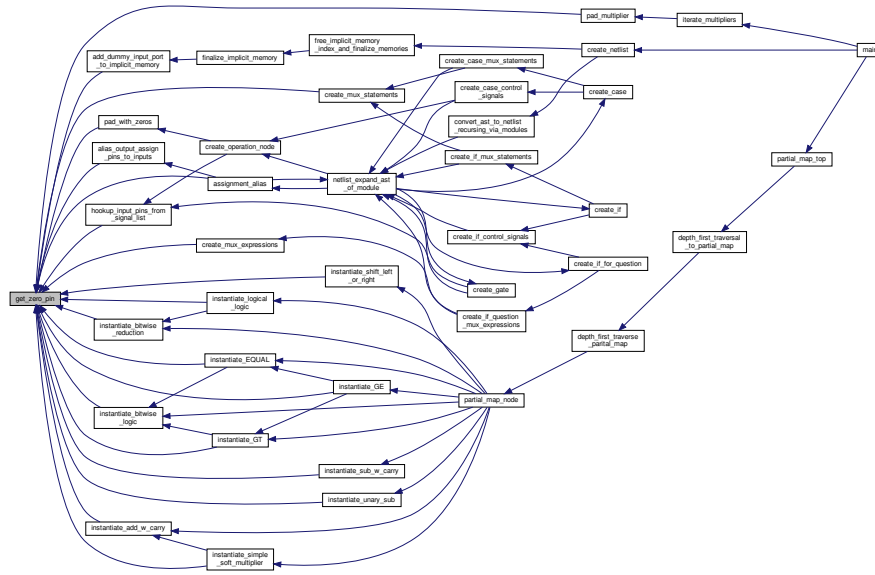 pad_multiplier
iterate_multipliers
main
free_implicit_memory
_index_and_finalize_memories
create_netlist
add_dummy_input_port
_to_implicit_memory
finalize_implicit_memory
create_case_mux_statements
create_mux_statements
create_case_control
_signals
create_case
pad_with_zeros
convert_ast_to_netlist
_recursing_via_modules
alias_output_assign
_pins_to_inputs
create_operation_node
create_if_mux_statements
partial_map_top
assignment_alias
netlist_expand_ast
_of_module
hookup_input_pins_from
_signal_list
create_if
create_mux_expressions
create_if_control_signals
depth_first_traversal
_to_partial_map
create_if_for_question
instantiate_shift_left
_or_right
create_gate
get_zero_pin
instantiate_logical
_logic
instantiate_bitwise
_reduction
create_if_question
_mux_expressions
depth_first_traverse
_parital_map
instantiate_EQUAL
instantiate_GE
partial_map_node
instantiate_bitwise
_logic
instantiate_GT
instantiate_sub_w_carry
instantiate_unary_sub
instantiate_add_w_carry
instantiate_simple
_soft_multiplier